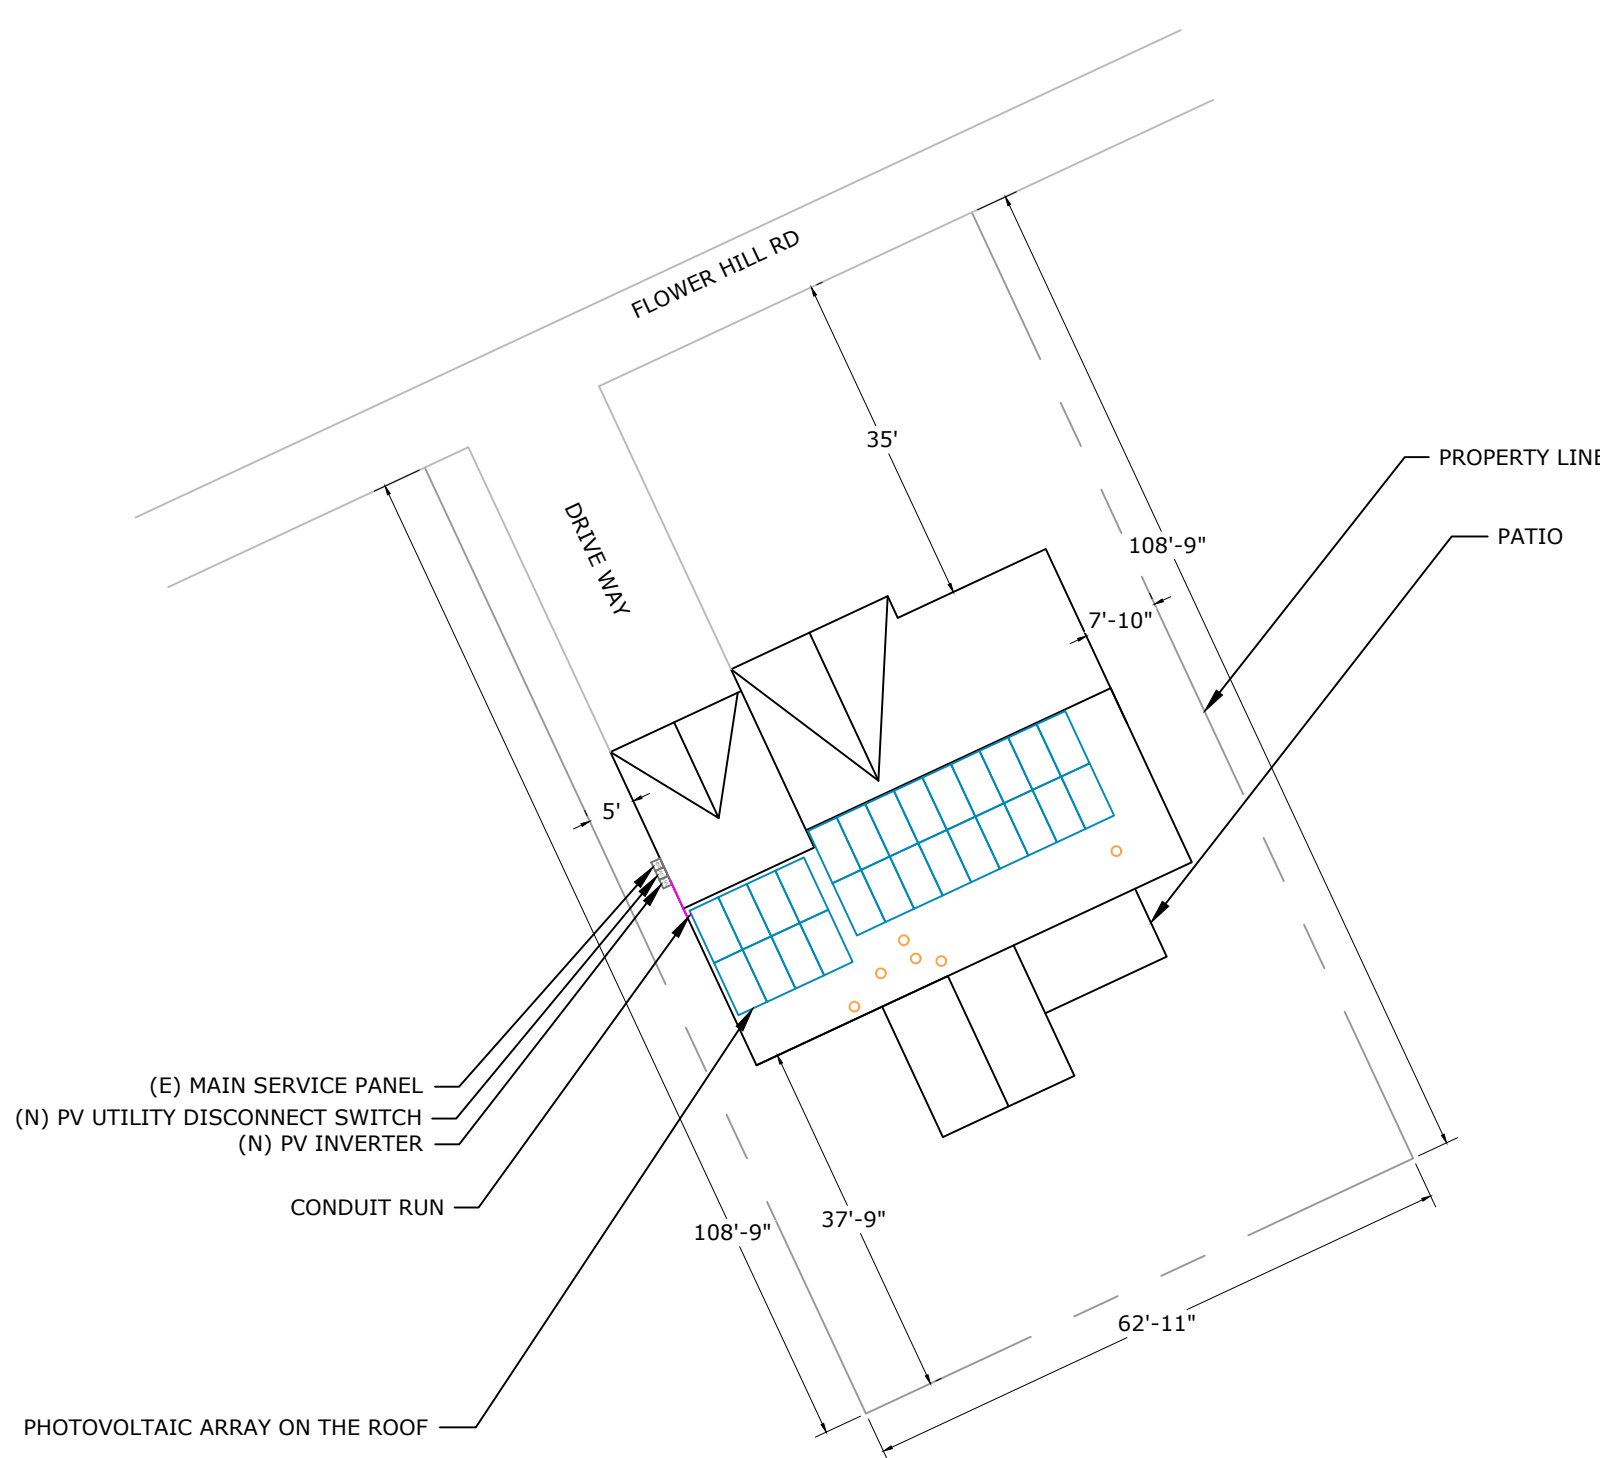 FLOWER HILL RD
35'
PROPERTY LINE
DRIVE WAY
PATIO
108'-9"
7'-10"
5'
(E) MAIN SERVICE PANEL
(N) PV UTILITY DISCONNECT SWITCH
(N) PV INVERTER
CONDUIT RUN
37'-9"
108'-9"
62'-11"
PHOTOVOLTAIC ARRAY ON THE ROOF